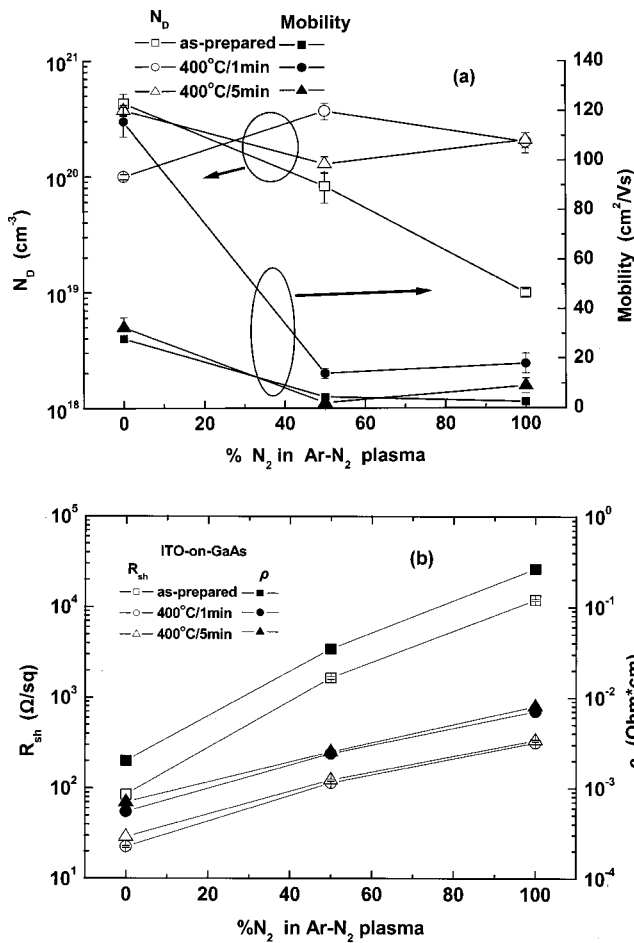 N_D Mobility
as-prepared
400°C/1min
400°C/5min
(a)
10^21
10^20
10^19
10^18
N_D (cm^-3)
140
120
100
80
60
40
20
0
Mobility (cm^2/Vs)
0 20 40 60 80 100
% N_2 in Ar-N_2 plasma
ITO-on-GaAs
R_sh ρ
as-prepared
400°C/1min
400°C/5min
(b)
10^5
10^4
10^3
10^2
10^1
R_sh (Ω/sq)
10^0
10^-1
10^-2
10^-3
10^-4
(Ohm*cm)
0 20 40 60 80 100
%N_2 in Ar-N_2 plasma